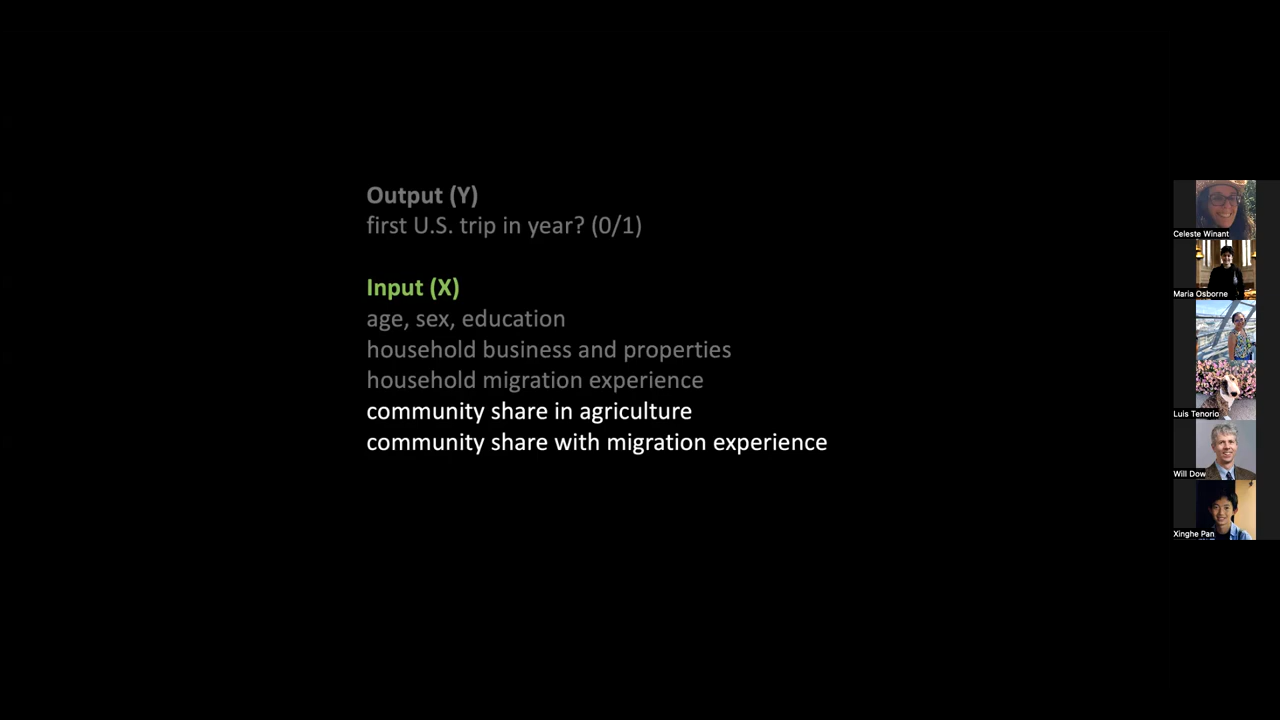 Output (Y)
first U.S. trip in year? (0/1)
Input (X)
age, sex, education
household business and properties
household migration experience
community share in agriculture
community share with migration experience
Celeste Winant
Maria Osborne
Luis Tenorio
Will Dow
Xinghe Pan